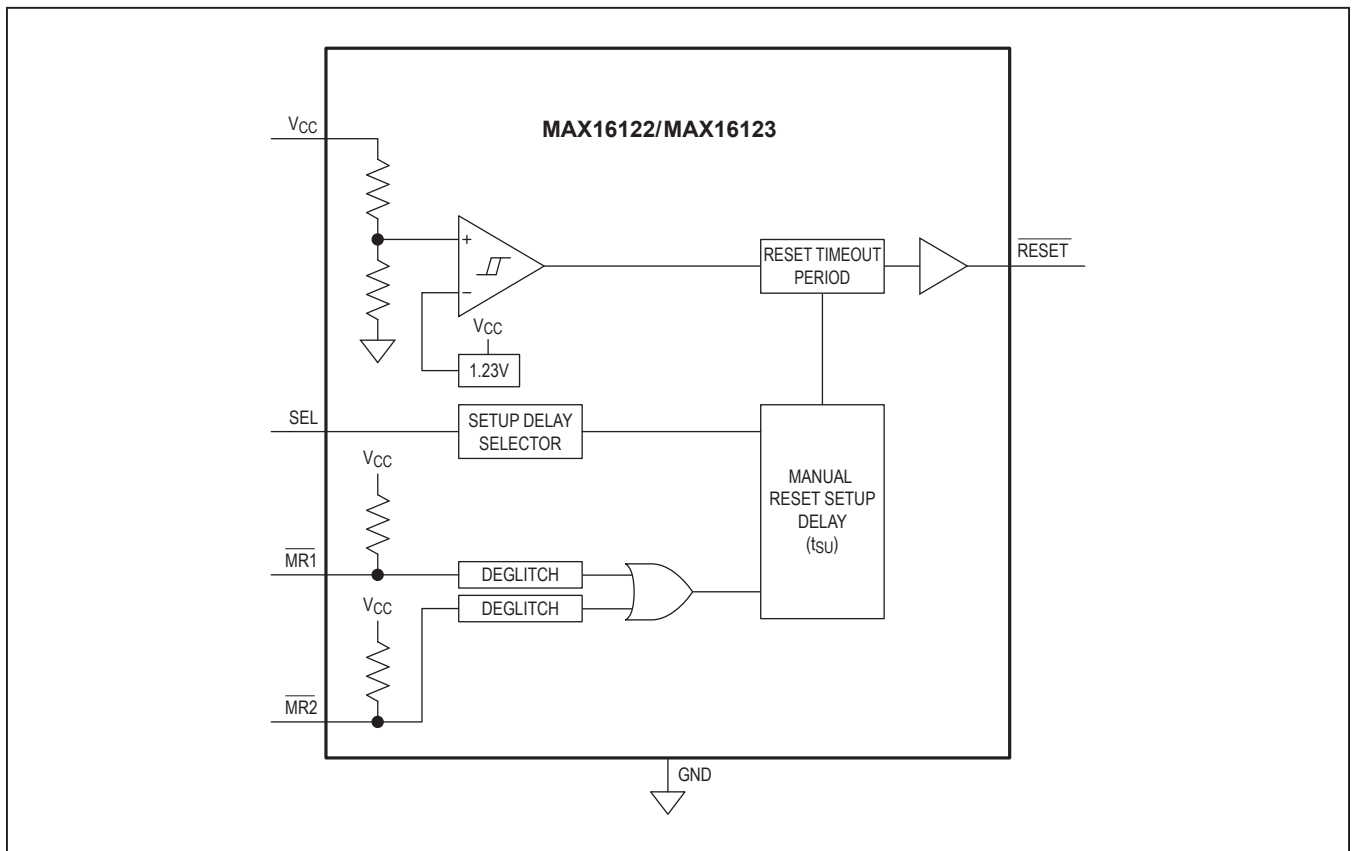 MAX16122/MAX16123
VCC
+
−
VCC
1.23V
RESET TIMEOUT
PERIOD
RESET
SEL
SETUP DELAY
SELECTOR
VCC
MANUAL
RESET SETUP
DELAY
(tSU)
MR1
DEGLITCH
DEGLITCH
VCC
MR2
GND